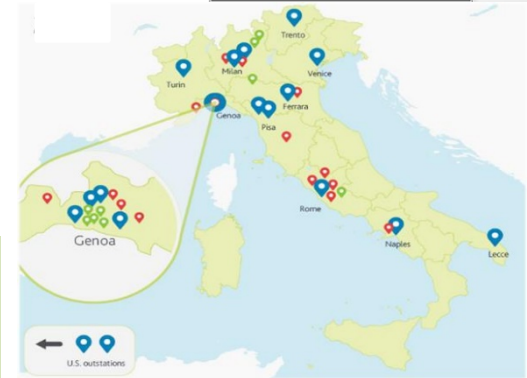 Trento
Milan
Venice
Turin
Ferrara
Genoa
Pisa
Rome
Naples
Lecce
Genoa
U.S. outstations